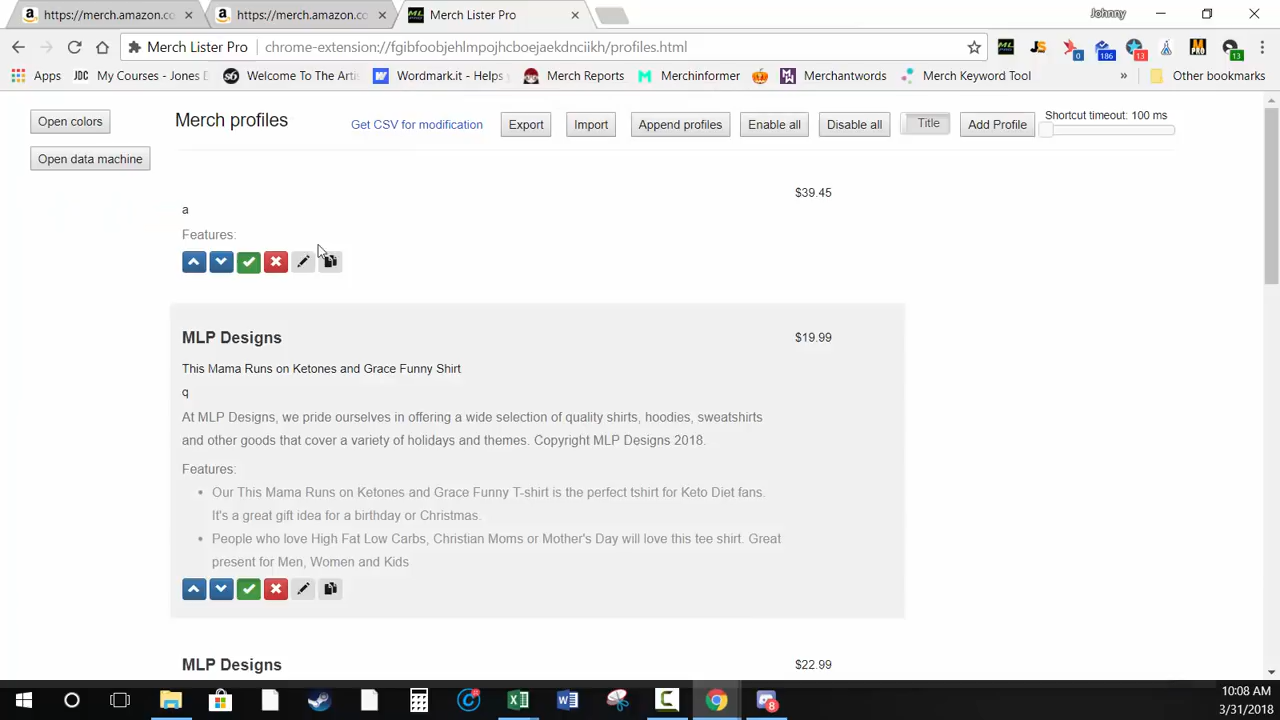 https://merch.amazon.co
https://merch.amazon.co
Merch Lister Pro
Johnny
Merch Lister Pro
chrome-extension://fgibfoobjehlmpojhcboejaekdnciikh/profiles.html
0
186
13
13
Apps
My Courses - Jones
Welcome To The Arti
Wordmark.it - Helps
Merch Reports
Merchinformer
Merchantwords
Merch Keyword Tool
»
Other bookmarks
Open colors
Open data machine
Merch profiles
Get CSV for modification
Export
Import
Append profiles
Enable all
Disable all
Title
Add Profile
Shortcut timeout: 100 ms
$39.45
a
Features:
MLP Designs
$19.99
This Mama Runs on Ketones and Grace Funny Shirt
q
At MLP Designs, we pride ourselves in offering a wide selection of quality shirts, hoodies, sweatshirts
and other goods that cover a variety of holidays and themes. Copyright MLP Designs 2018.
Features:
• Our This Mama Runs on Ketones and Grace Funny T-shirt is the perfect tshirt for Keto Diet fans.
It's a great gift idea for a birthday or Christmas.
• People who love High Fat Low Carbs, Christian Moms or Mother's Day will love this tee shirt. Great
present for Men, Women and Kids
MLP Designs
$22.99
8
10:08 AM
3/31/2018